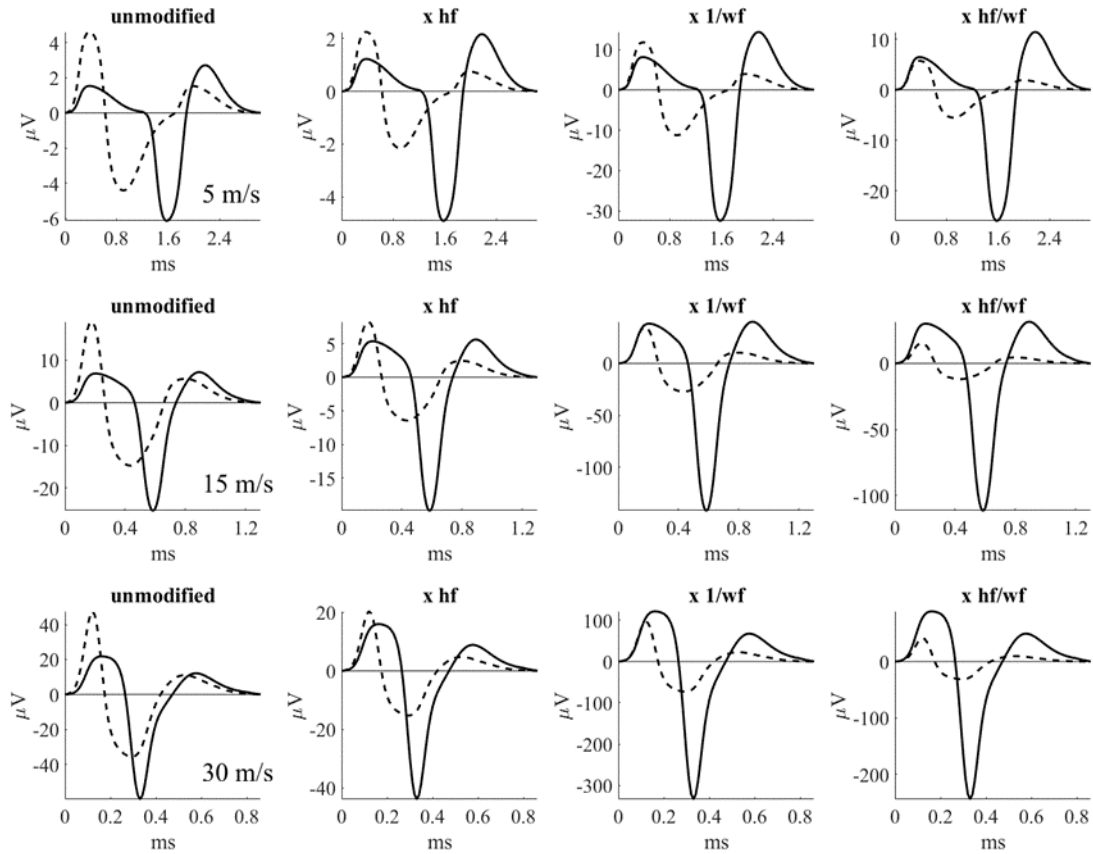 unmodified x hf x 1/wf x hf/wf
4 2 0 -2 -4 -6 μV 5 m/s 0 0.8 1.6 2.4 ms
2 0 -2 -4 μV 0 0.8 1.6 2.4 ms
10 0 -10 -20 -30 μV 0 0.8 1.6 2.4 ms
10 0 -10 -20 μV 0 0.8 1.6 2.4 ms
unmodified x hf x 1/wf x hf/wf
10 0 -10 -20 μV 15 m/s 0 0.4 0.8 1.2 ms
5 0 -5 -10 -15 μV 0 0.4 0.8 1.2 ms
0 -50 -100 μV 0 0.4 0.8 1.2 ms
0 -50 -100 μV 0 0.4 0.8 1.2 ms
unmodified x hf x 1/wf x hf/wf
40 20 0 -20 -40 μV 30 m/s 0 0.2 0.4 0.6 0.8 ms
20 0 -20 -40 μV 0 0.2 0.4 0.6 0.8 ms
100 0 -100 -200 -300 μV 0 0.2 0.4 0.6 0.8 ms
0 -100 -200 μV 0 0.2 0.4 0.6 0.8 ms